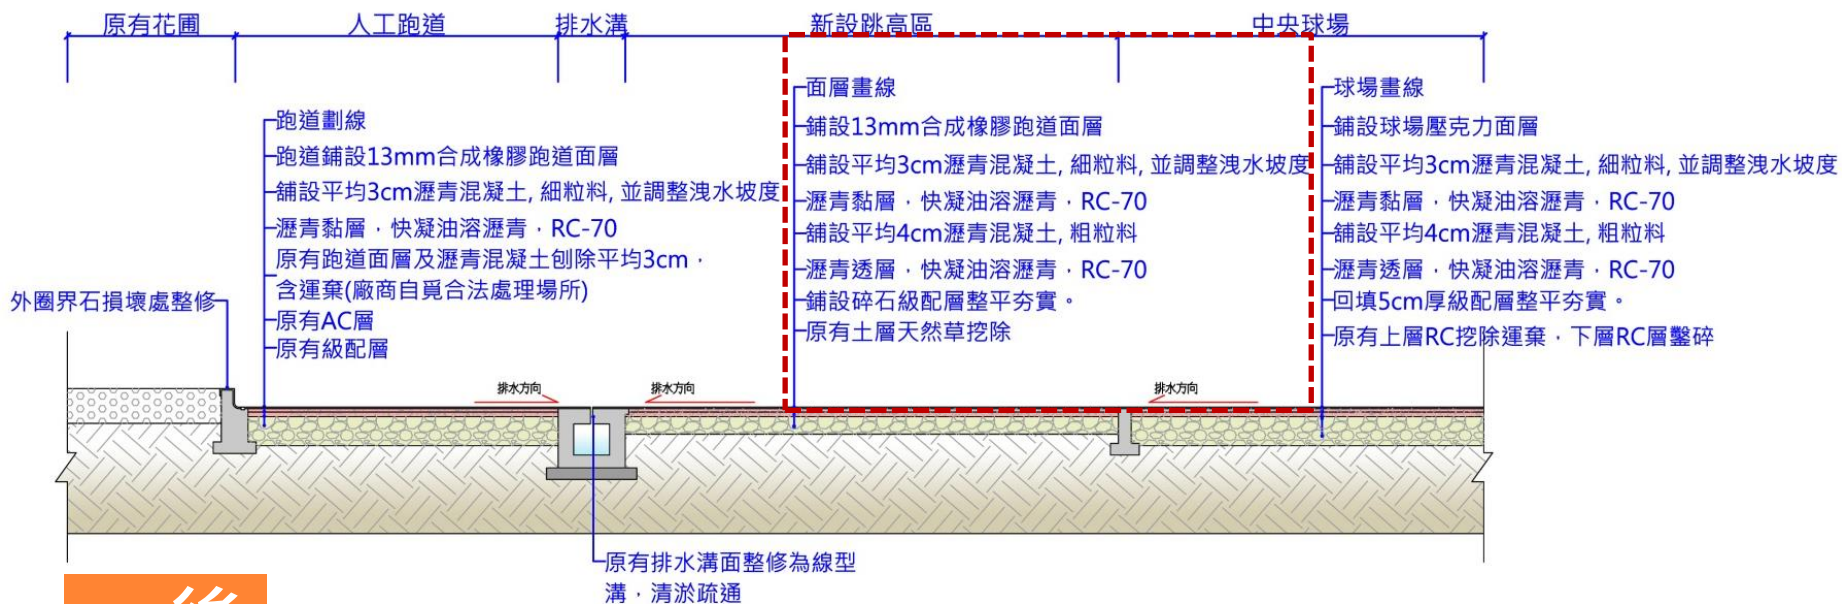 原有花圃
人工跑道
排水溝
新設跳高區
中央球場
跑道劃線
跑道鋪設13mm合成橡膠跑道面層
舖設平均3cm瀝青混凝土, 細粒料, 並調整洩水坡度
瀝青黏層，快凝油溶瀝青，RC-70
原有跑道面層及瀝青混凝土刨除平均3cm，
含運棄(廠商自覓合法處理場所)
原有AC層
原有級配層
外圈界石損壞處整修
面層畫線
鋪設13mm合成橡膠跑道面層
舖設平均3cm瀝青混凝土, 細粒料, 並調整洩水坡度
瀝青黏層，快凝油溶瀝青，RC-70
舖設平均4cm瀝青混凝土, 粗粒料
瀝青透層，快凝油溶瀝青，RC-70
鋪設碎石級配層整平夯實。
原有土層天然草挖除
球場畫線
鋪設球場壓克力面層
舖設平均3cm瀝青混凝土, 細粒料, 並調整洩水坡度
瀝青黏層，快凝油溶瀝青，RC-70
舖設平均4cm瀝青混凝土, 粗粒料
瀝青透層，快凝油溶瀝青，RC-70
回填5cm厚級配層整平夯實。
原有上層RC挖除運棄，下層RC層鑿碎
排水方向
排水方向
排水方向
原有排水溝面整修為線型
溝，清淤疏通